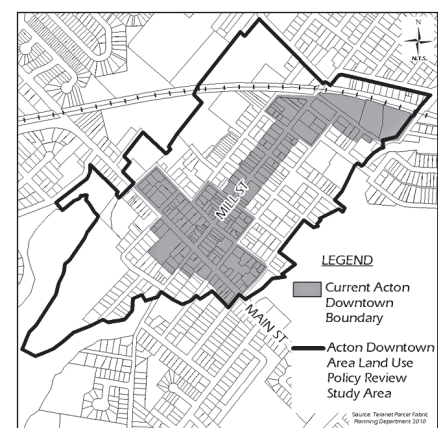 N
N.T.S.
MILL ST
MAIN ST
LEGEND
Current Acton
Downtown
Boundary
Acton Downtown
Area Land Use
Policy Review
Study Area
Source: Teranet Parcel Fabric
Planning Department 2010